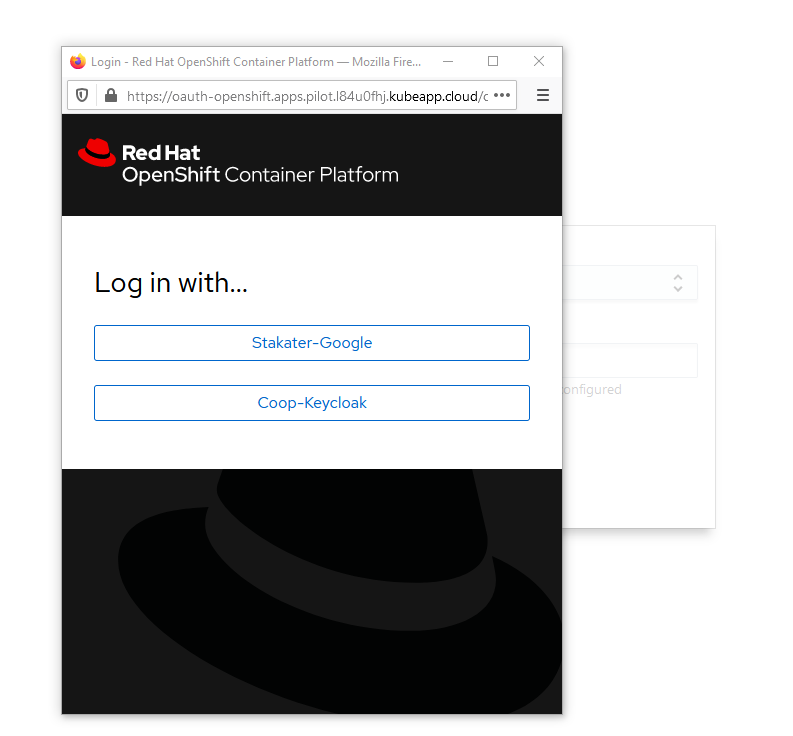 Login - Red Hat OpenShift Container Platform — Mozilla Fire...
https://oauth-openshift.apps.pilot.l84u0fhj.kubeapp.cloud/c
Red Hat
OpenShift Container Platform
Log in with...
Stakater-Google
Coop-Keycloak
onfigured